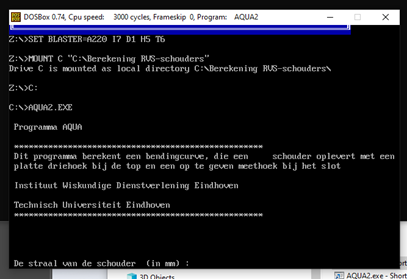 DOSBox 0.74, Cpu speed: 3000 cycles, Frameskip 0, Program: AQUA2
Z:\>SET BLASTER=A220 I7 D1 H5 T6
Z:\>MOUNT C "C:\Berekening RVS-schouders"
Drive C is mounted as local directory C:\Berekening RVS-schouders\
Z:\>C:
C:\>AQUA2.EXE
Programma AQUA
**************************************************
Dit programma berekent een bendingcurve, die een schouder oplevert met een
platte driehoek bij de top en een op te geven meethoek bij het slot
Instituut Wiskundige Dienstverlening Eindhoven
Technisch Universiteit Eindhoven
**************************************************
De straal van de schouder (in mm) :
3D Objects
AQUA2.exe - Short